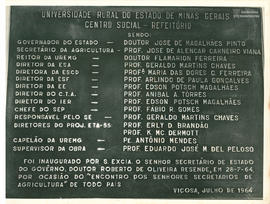 UNIVERSIDADE RURAL DO ESTADO DE MINAS GERAIS
CENTRO SOCIAL - REFEITÓRIO
SENDO:
GOVERNADOR DO ESTADO — DOUTOR JOSÉ DE MAGALHÃES PINTO
SECRETÁRIO DA AGRICULTURA — PROF. JOSÉ DE ALENCAR CARNEIRO VIANA
REITOR DA UREMG — DOUTOR FLAMARION FERREIRA
DIRETOR DA ESA — PROF. GERALDO MARTINS CHAVES
DIRETORA DA ESCD — PROFª MARIA DAS DORES C. FERREIRA
DIRETOR DA ESF — PROF. ARLINDO DE PAULA GONÇALVES
DIRETOR DA EE — PROF. EDSON POTSCH MAGALHÃES
DIRETOR DO C.T.A. — PROF. ANIBAL A. TORRES
DIRETOR DO IER — PROF. EDSON POTSCH MAGALHÃES
CHEFE DO SEP — PROF. FABIO R. GOMES
RESPONSÁVEL PELO SE — PROF. GERALDO MARTINS CHAVES
DIRETORES DO PROJ. ETA-55: PROF. ERLY D. BRANDÃO
PROF. K. MC DERMOTT
CAPELÃO DA UREMG — PE. ANTÔNIO MENDES
SUPERVISOR DA OBRA — PROF. EDUARDO JOSÉ M. DEL PELOSO
FOI INAUGURADO POR S. EXCIA. O SENHOR SECRETÁRIO DE ESTADO
DO GOVÊRNO, DOUTOR ROBERTO DE OLIVEIRA RESENDE, EM 28-7-64,
POR OCASIÃO DO "ENCONTRO DOS SENHORES SECRETÁRIOS
DE AGRICULTURA" DE TODO PAÍS
VIÇOSA, JULHO DE 1964